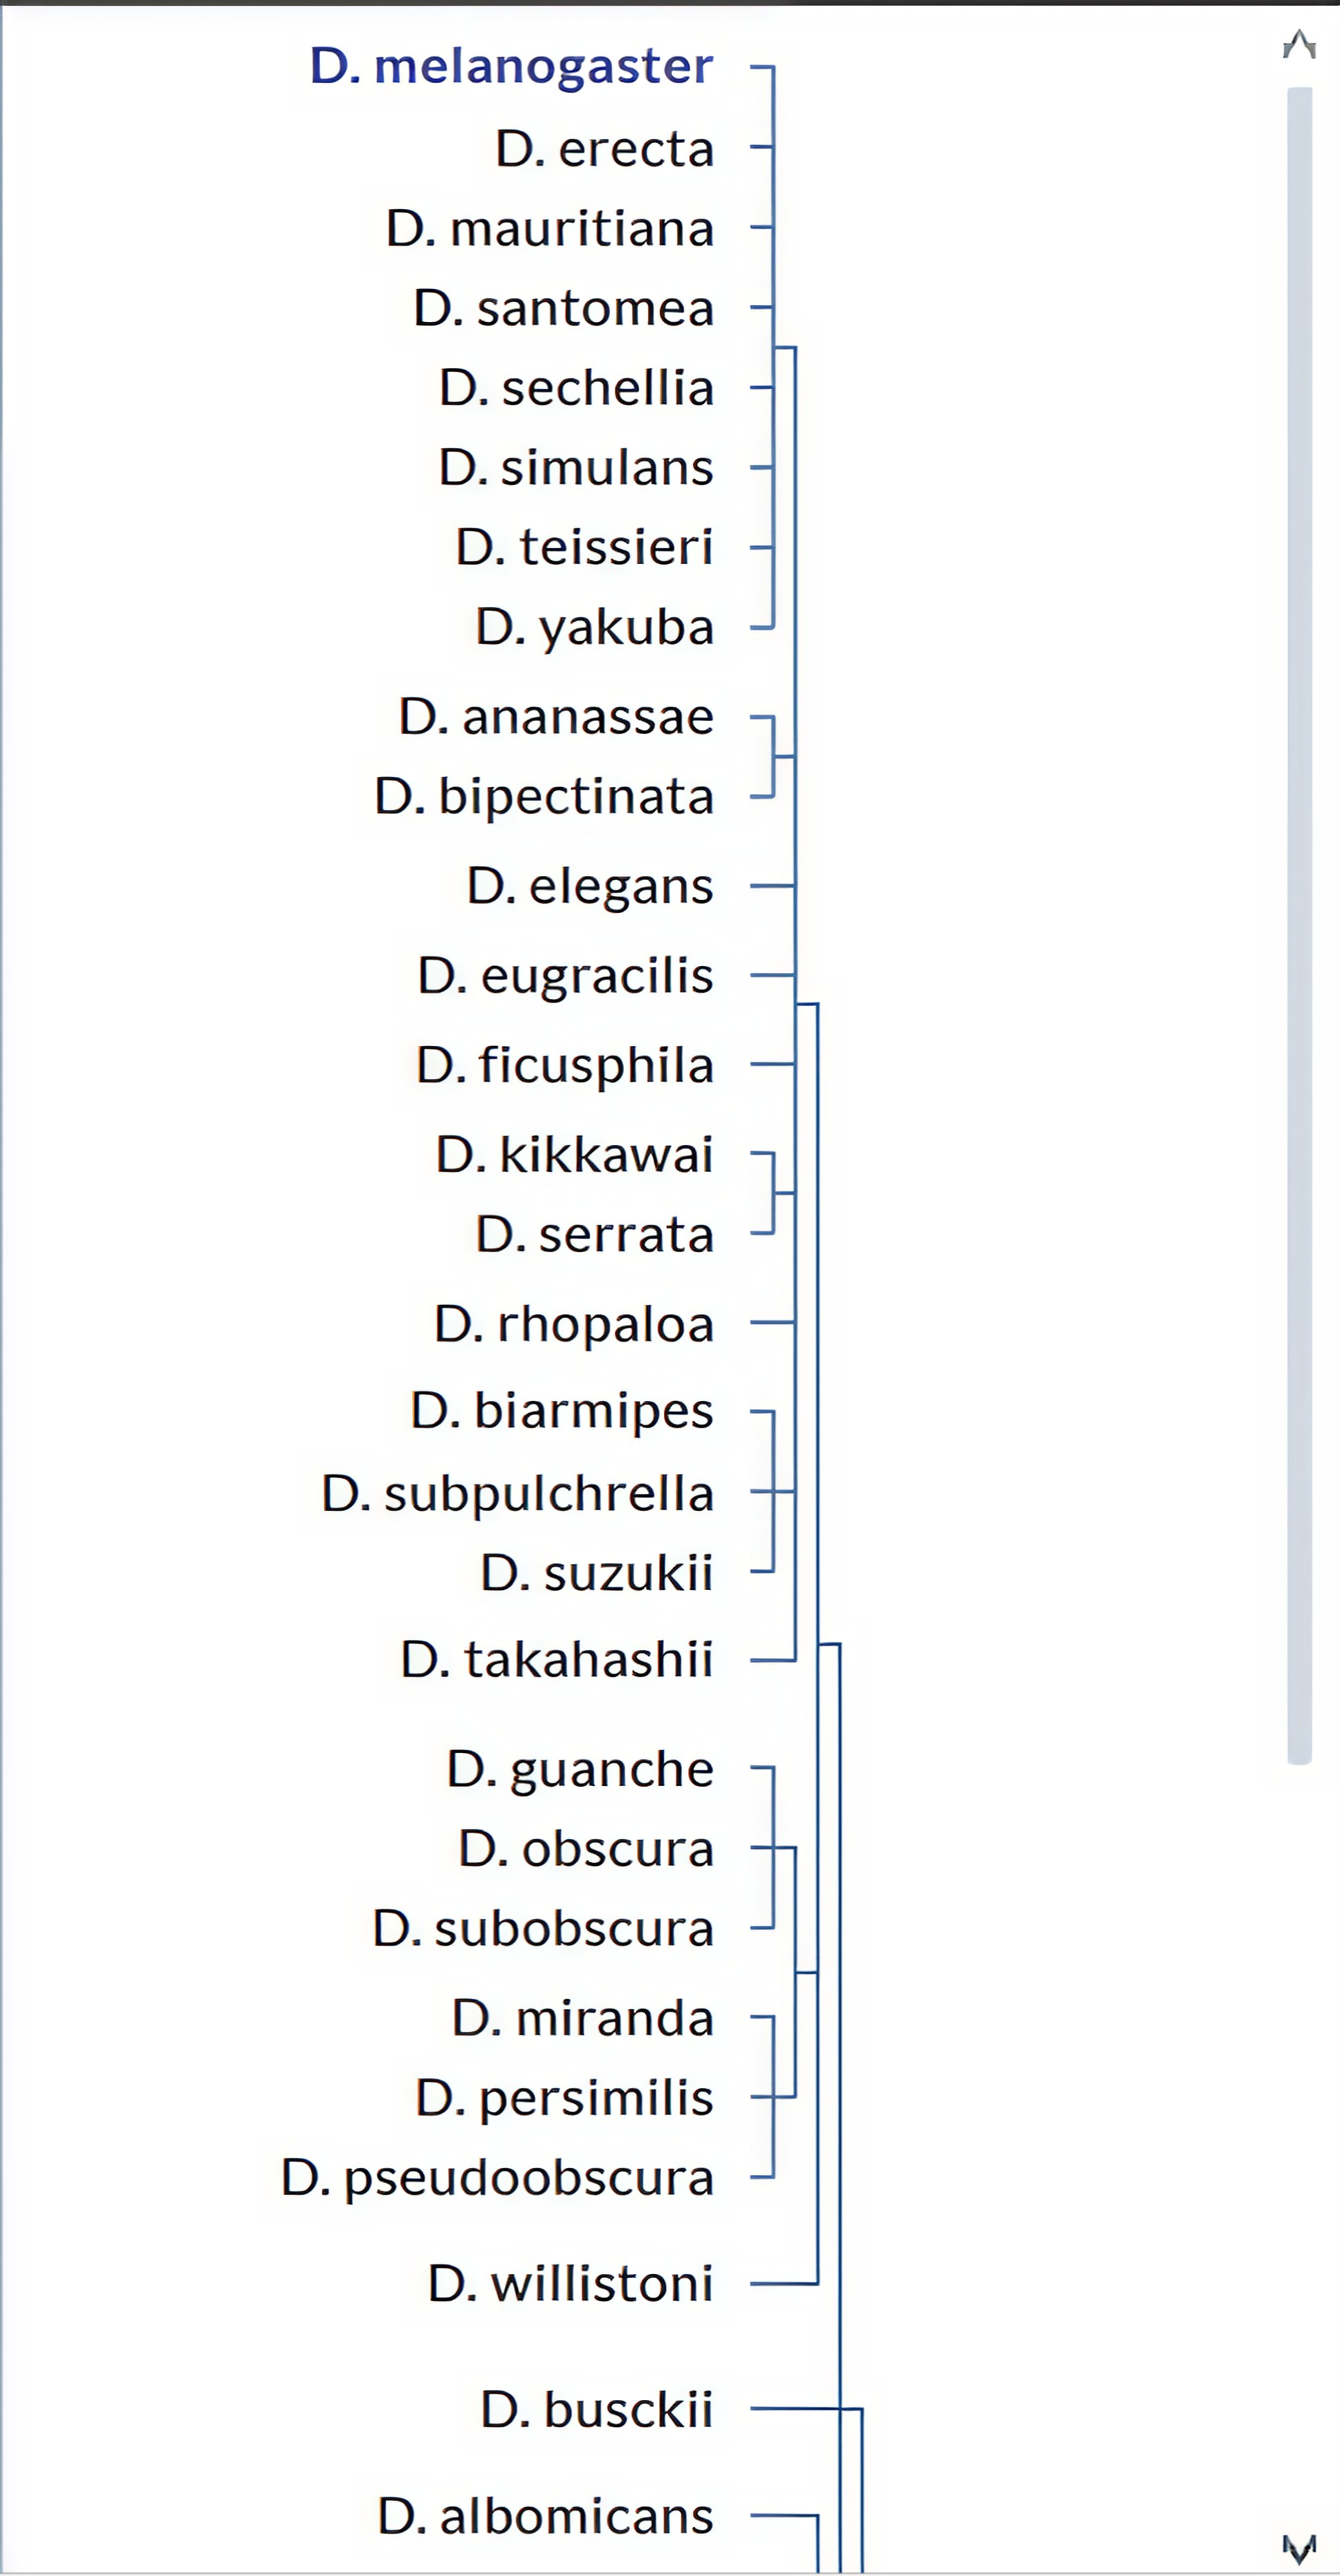 D. melanogaster
D. erecta
D. mauritiana
D. santomea
D. sechellia
D. simulans
D. teissieri
D. yakuba
D. ananassae
D. bipectinata
D. elegans
D. eugracilis
D. ficusphila
D. kikkawai
D. serrata
D. rhopaloa
D. biarmipes
D. subpulchrella
D. suzukii
D. takahashii
D. guanche
D. obscura
D. subobscura
D. miranda
D. persimilis
D. pseudoobscura
D. willistoni
D. busckii
D. albomicans